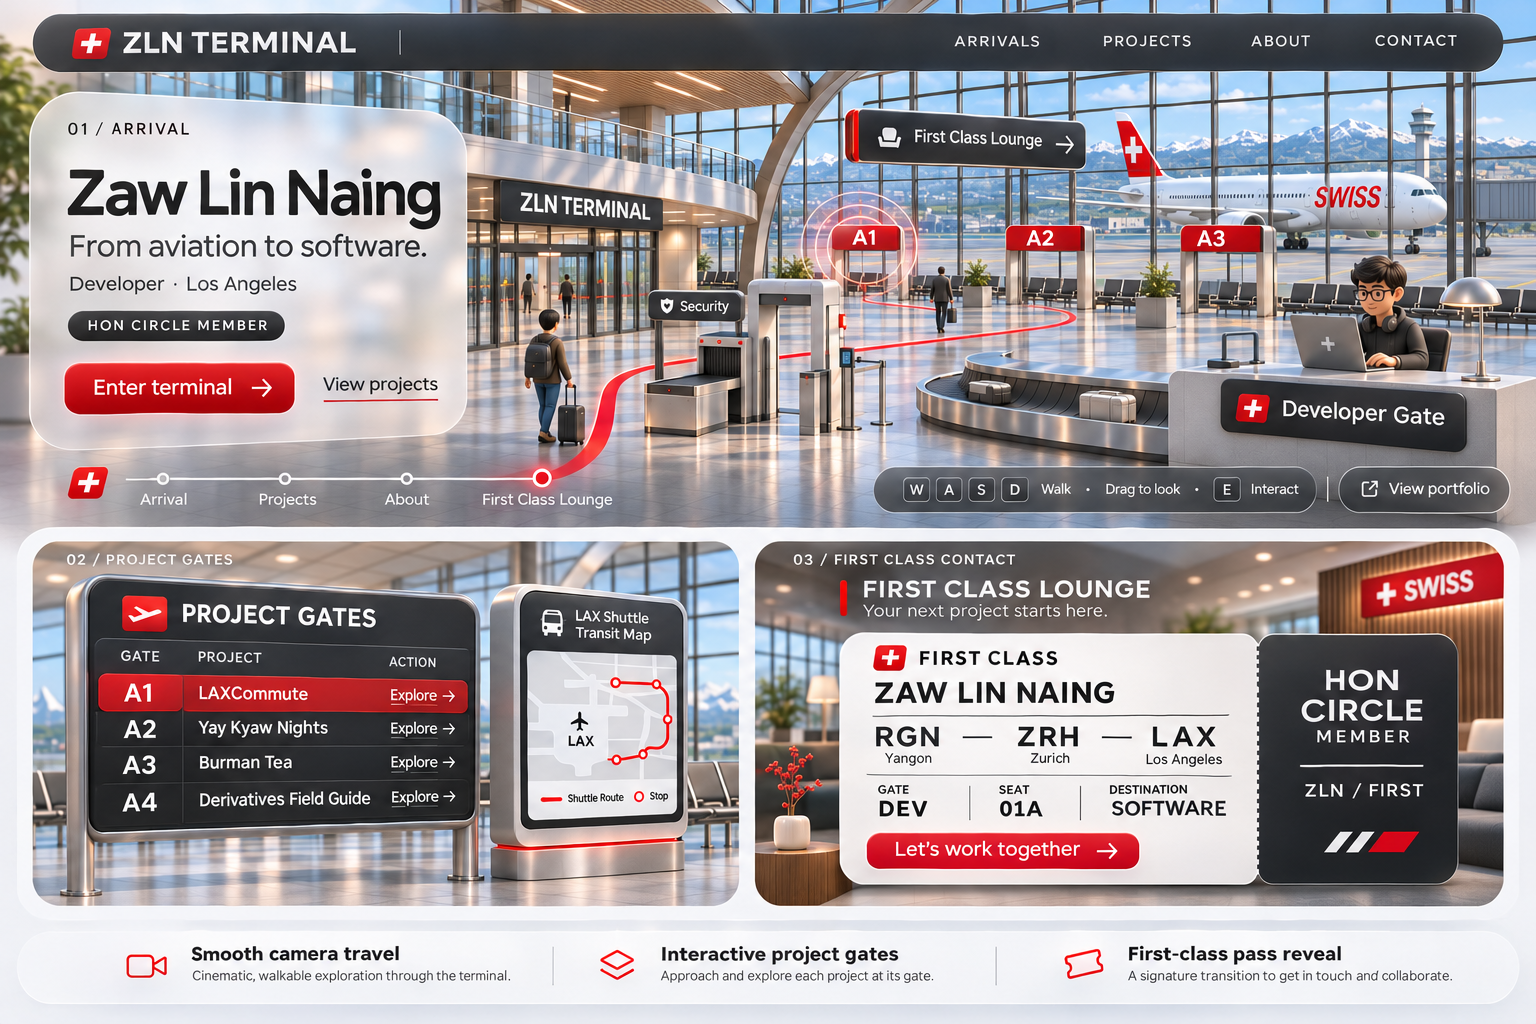 ZLN TERMINAL
ARRIVALS
PROJECTS
ABOUT
CONTACT
01 / ARRIVAL
Zaw Lin Naing
From aviation to software.
Developer · Los Angeles
HON CIRCLE MEMBER
Enter terminal →
View projects
ZLN TERMINAL
First Class Lounge →
SWISS
A1
A2
A3
Security
Developer Gate
Arrival
Projects
About
First Class Lounge
W A S D Walk • Drag to look • E Interact
View portfolio
02 / PROJECT GATES
PROJECT GATES
GATE PROJECT ACTION
A1 LAXCommute Explore →
A2 Yay Kyaw Nights Explore →
A3 Burman Tea Explore →
A4 Derivatives Field Guide Explore →
LAX Shuttle
Transit Map
LAX
Shuttle Route Stop
03 / FIRST CLASS CONTACT
FIRST CLASS LOUNGE
Your next project starts here.
SWISS
FIRST CLASS
ZAW LIN NAING
RGN — ZRH — LAX
Yangon Zurich Los Angeles
GATE SEAT DESTINATION
DEV 01A SOFTWARE
Let's work together →
HON
CIRCLE
MEMBER
ZLN / FIRST
Smooth camera travel
Cinematic, walkable exploration through the terminal.
Interactive project gates
Approach and explore each project at its gate.
First-class pass reveal
A signature transition to get in touch and collaborate.